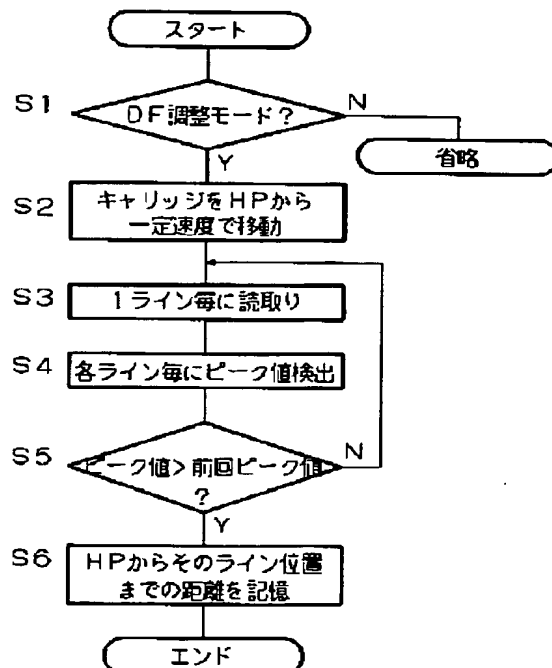 スタート
S1
DF調整モード?
N
Y
省略
S2
キャリッジをHPから
一定速度で移動
S3
1ライン毎に読取り
S4
各ライン毎にピーク値検出
S5
ピーク値>前回ピーク値
?
N
Y
S6
HPからそのライン位置
までの距離を記憶
エンド